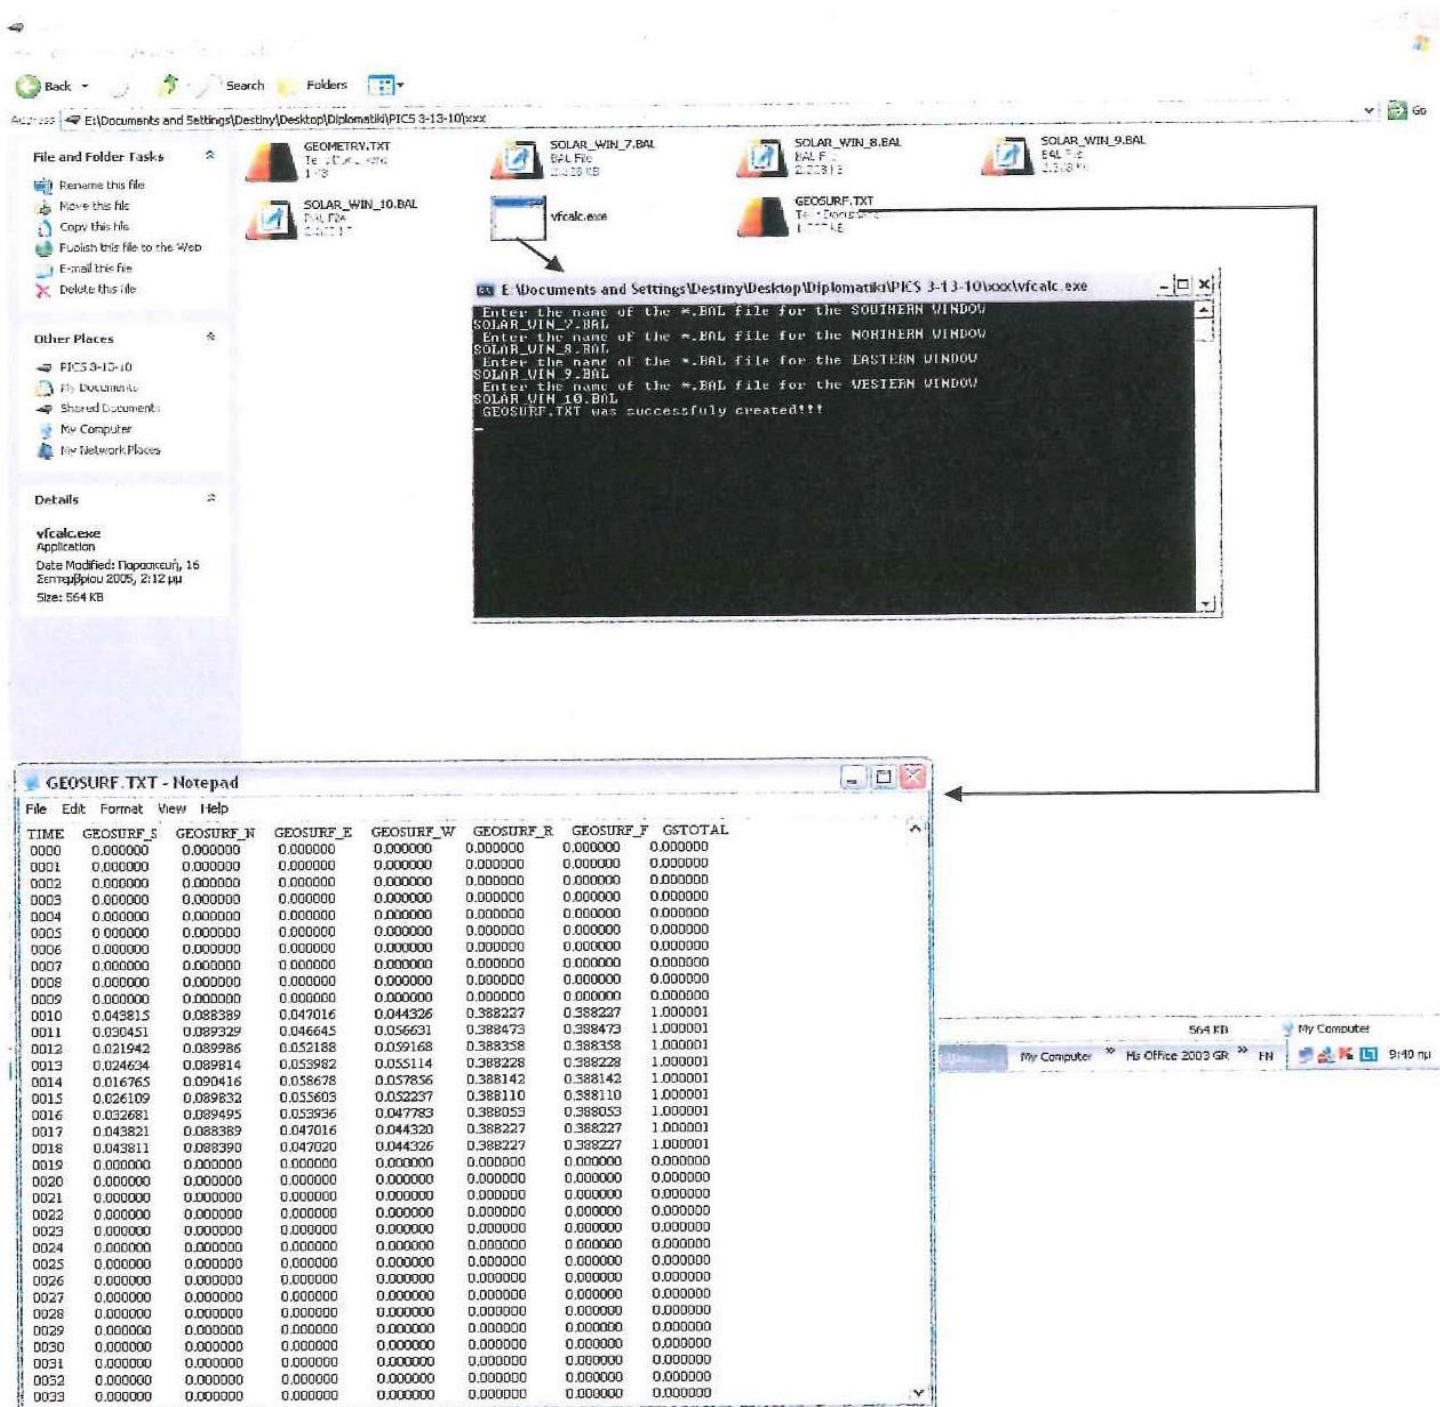 Back Search Folders
Address E:\Documents and Settings\Destiny\Desktop\Diplomatiki\PICS 3-13-10\xxx Go
File and Folder Tasks
Rename this file
Move this file
Copy this file
Publish this file to the Web
E-mail this file
Delete this file
Other Places
PICS 3-13-10
My Documents
Shared Documents
My Computer
My Network Places
Details
vfcalc.exe
Application
Date Modified: Παρασκευή, 16
Σεπτεμβρίου 2005, 2:12 μμ
Size: 564 KB
GEOMETRY.TXT
Text Document
1 KB
SOLAR_WIN_7.BAL
BAL File
SOLAR_WIN_8.BAL
BAL File
SOLAR_WIN_9.BAL
BAL File
SOLAR_WIN_10.BAL
BAL File
vfcalc.exe
GEOSURF.TXT
Text Document
E:\Documents and Settings\Destiny\Desktop\Diplomatiki\PICS 3-13-10\xxx\vfcalc.exe
Enter the name of the *.BAL file for the SOUTHERN WINDOW
SOLAR_WIN_7.BAL
Enter the name of the *.BAL file for the NORTHERN WINDOW
SOLAR_WIN_8.BAL
Enter the name of the *.BAL file for the EASTERN WINDOW
SOLAR_WIN_9.BAL
Enter the name of the *.BAL file for the WESTERN WINDOW
SOLAR_WIN_10.BAL
GEOSURF.TXT was successfuly created!!!
GEOSURF.TXT - Notepad
File Edit Format View Help
TIME GEOSURF_S GEOSURF_N GEOSURF_E GEOSURF_W GEOSURF_R GEOSURF_F GSTOTAL
0000 0.000000 0.000000 0.000000 0.000000 0.000000 0.000000 0.000000
0001 0.000000 0.000000 0.000000 0.000000 0.000000 0.000000 0.000000
0002 0.000000 0.000000 0.000000 0.000000 0.000000 0.000000 0.000000
0003 0.000000 0.000000 0.000000 0.000000 0.000000 0.000000 0.000000
0004 0.000000 0.000000 0.000000 0.000000 0.000000 0.000000 0.000000
0005 0.000000 0.000000 0.000000 0.000000 0.000000 0.000000 0.000000
0006 0.000000 0.000000 0.000000 0.000000 0.000000 0.000000 0.000000
0007 0.000000 0.000000 0.000000 0.000000 0.000000 0.000000 0.000000
0008 0.000000 0.000000 0.000000 0.000000 0.000000 0.000000 0.000000
0009 0.000000 0.000000 0.000000 0.000000 0.000000 0.000000 0.000000
0010 0.043815 0.088389 0.047016 0.044326 0.388227 0.388227 1.000001
0011 0.030451 0.089329 0.046645 0.056631 0.388473 0.388473 1.000001
0012 0.021942 0.089986 0.052188 0.059168 0.388358 0.388358 1.000001
0013 0.024634 0.089814 0.053982 0.055114 0.388228 0.388228 1.000001
0014 0.016765 0.090416 0.058678 0.057856 0.388142 0.388142 1.000001
0015 0.026109 0.089832 0.055603 0.052237 0.388110 0.388110 1.000001
0016 0.032681 0.089495 0.053936 0.047783 0.388053 0.388053 1.000001
0017 0.043821 0.088389 0.047016 0.044320 0.388227 0.388227 1.000001
0018 0.043811 0.088390 0.047020 0.044326 0.388227 0.388227 1.000001
0019 0.000000 0.000000 0.000000 0.000000 0.000000 0.000000 0.000000
0020 0.000000 0.000000 0.000000 0.000000 0.000000 0.000000 0.000000
0021 0.000000 0.000000 0.000000 0.000000 0.000000 0.000000 0.000000
0022 0.000000 0.000000 0.000000 0.000000 0.000000 0.000000 0.000000
0023 0.000000 0.000000 0.000000 0.000000 0.000000 0.000000 0.000000
0024 0.000000 0.000000 0.000000 0.000000 0.000000 0.000000 0.000000
0025 0.000000 0.000000 0.000000 0.000000 0.000000 0.000000 0.000000
0026 0.000000 0.000000 0.000000 0.000000 0.000000 0.000000 0.000000
0027 0.000000 0.000000 0.000000 0.000000 0.000000 0.000000 0.000000
0028 0.000000 0.000000 0.000000 0.000000 0.000000 0.000000 0.000000
0029 0.000000 0.000000 0.000000 0.000000 0.000000 0.000000 0.000000
0030 0.000000 0.000000 0.000000 0.000000 0.000000 0.000000 0.000000
0031 0.000000 0.000000 0.000000 0.000000 0.000000 0.000000 0.000000
0032 0.000000 0.000000 0.000000 0.000000 0.000000 0.000000 0.000000
0033 0.000000 0.000000 0.000000 0.000000 0.000000 0.000000 0.000000
564 KB My Computer
My Computer » Ms Office 2003 GR » EN 9:40 πμ